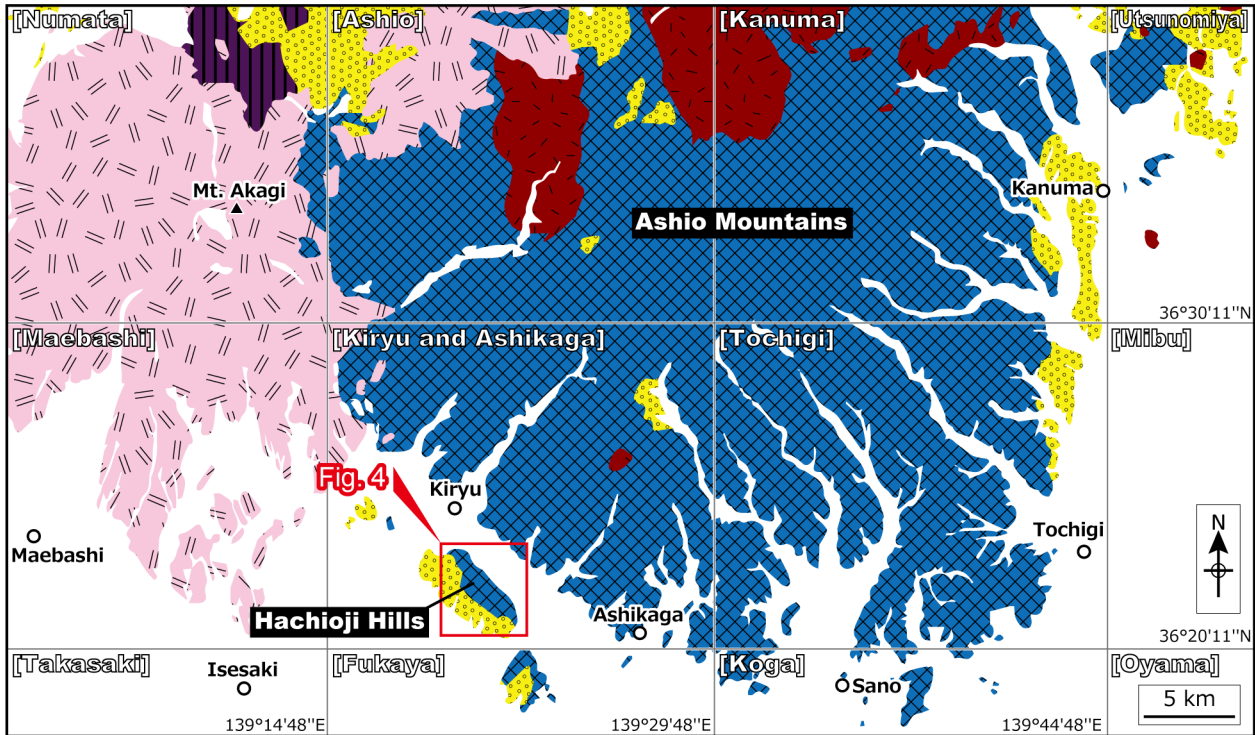 [Numata]
[Ashio]
[Kanuma]
[Utsunomiya]
Mt. Akagi
Kanuma
Ashio Mountains
36°30'11''N
[Maebashi]
[Kiryu and Ashikaga]
[Tochigi]
[Mibu]
Fig. 4
Kiryu
Maebashi
Tochigi
N
Hachioji Hills
Ashikaga
36°20'11''N
[Takasaki]
[Fukaya]
[Koga]
[Oyama]
Isesaki
Sano
5 km
139°14'48''E
139°29'48''E
139°44'48''E